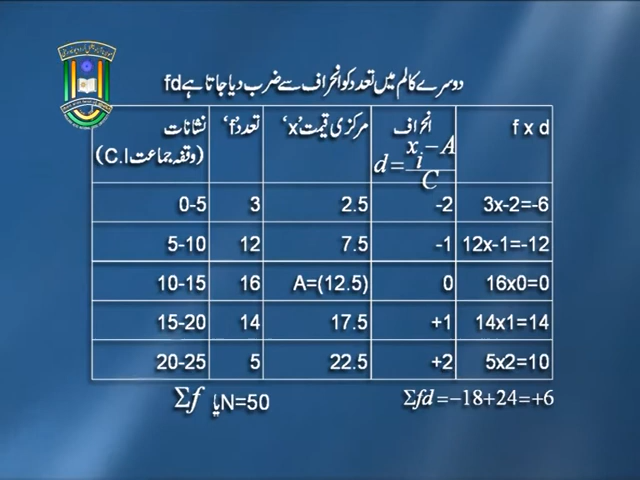 دوسرے کالم میں تعدد کو انحراف سے ضرب دیا جاتا ہے fd
نشانات (وقفہ جماعت C.I) تعدد 'f' مرکزی قیمت 'x' انحراف d = (x_i – A) / C f x d
0-5 3 2.5 -2 3x-2=-6
5-10 12 7.5 -1 12x-1=-12
10-15 16 A=(12.5) 0 16x0=0
15-20 14 17.5 +1 14x1=14
20-25 5 22.5 +2 5x2=10
Σf یا N=50 Σfd =–18+24=+6